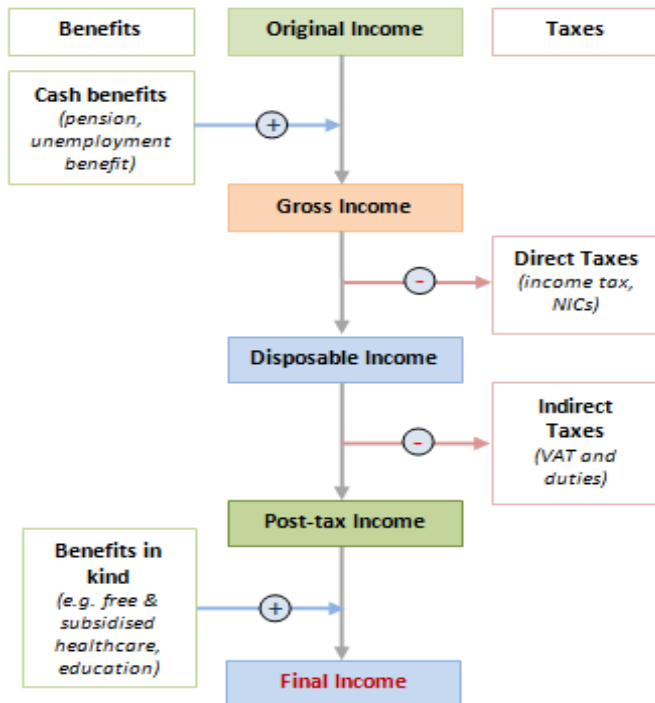 Benefits
Original Income
Taxes
Cash benefits
(pension,
unemployment
benefit)
+
Gross Income
-
Direct Taxes
(income tax,
NICs)
Disposable Income
-
Indirect
Taxes
(VAT and
duties)
Post-tax Income
Benefits in
kind
(e.g. free &
subsidised
healthcare,
education)
+
Final Income